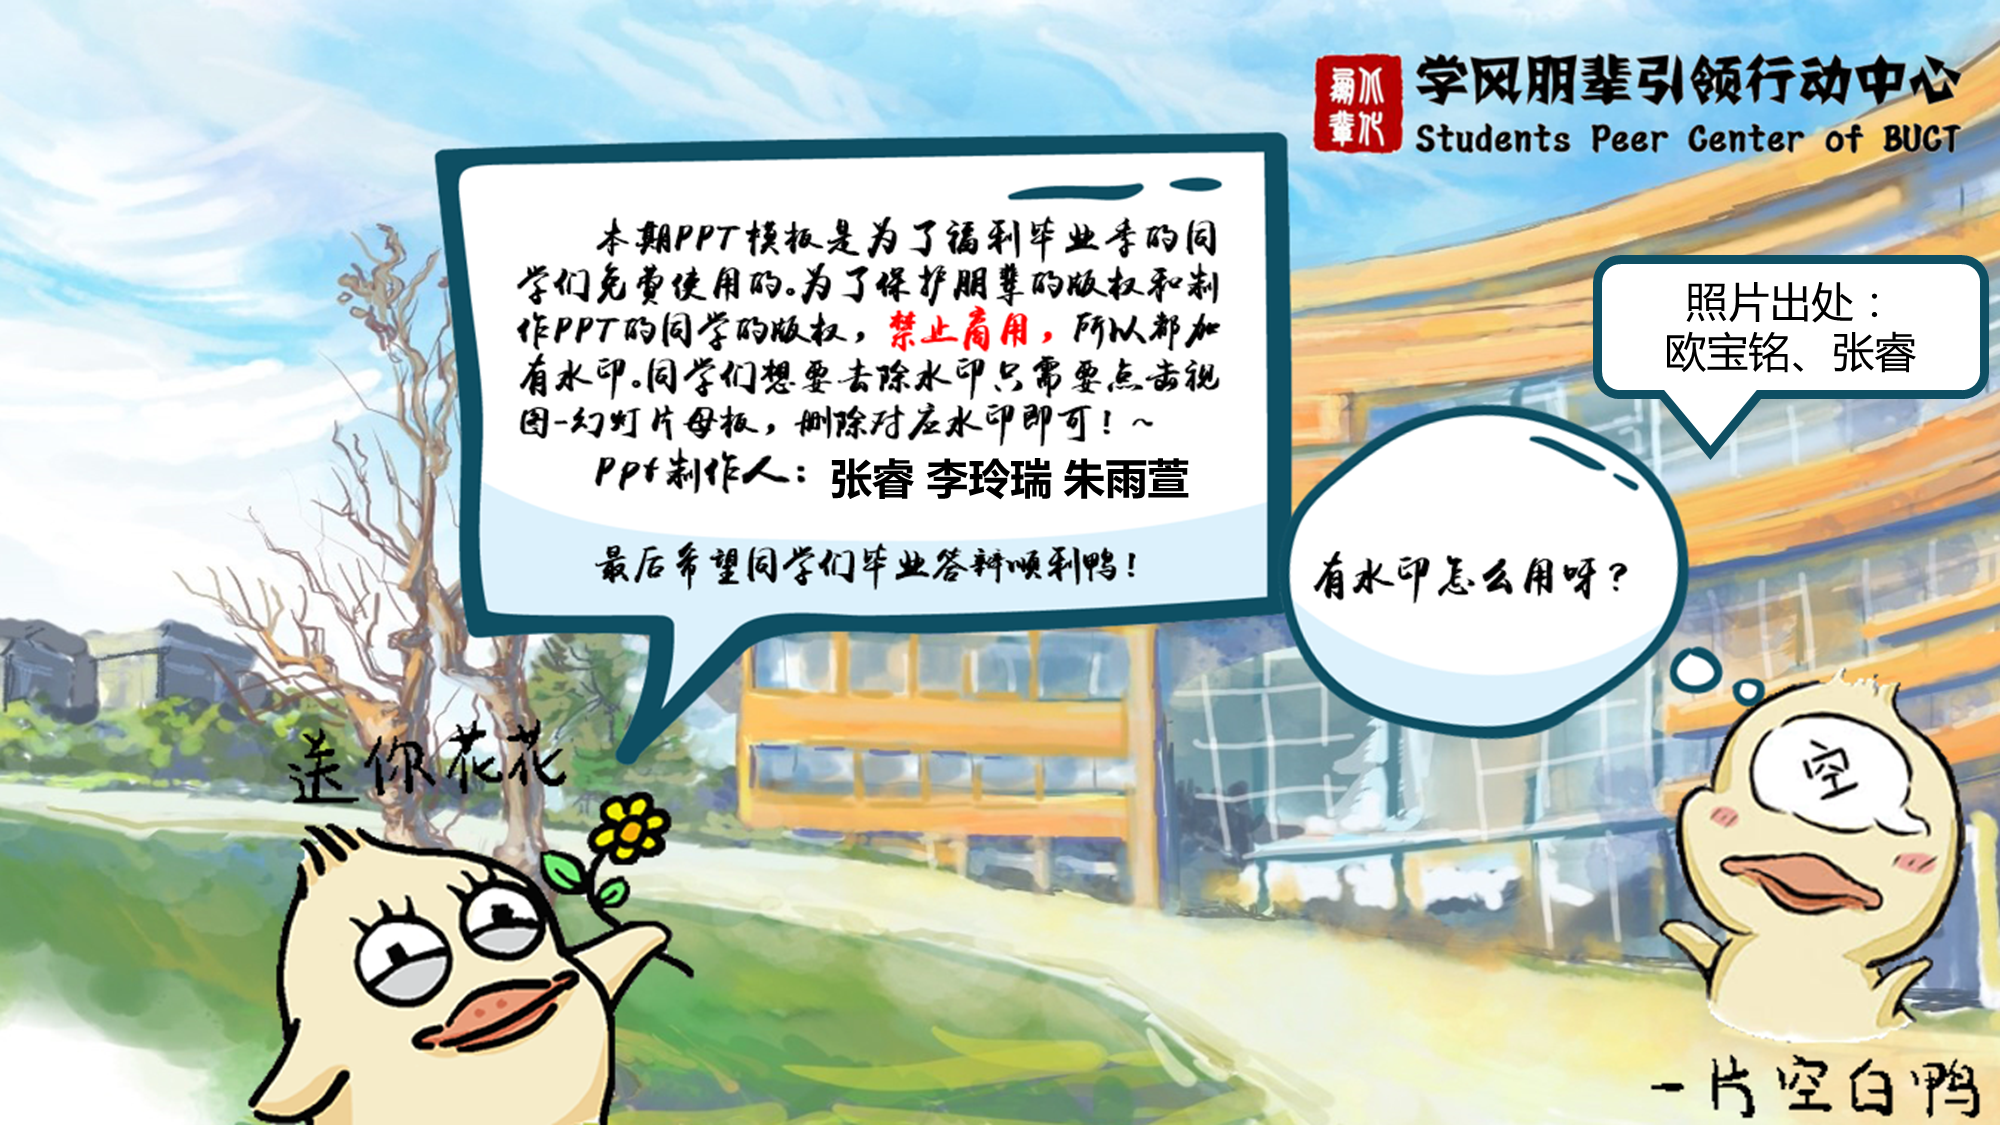 朋辈
北化
学风朋辈引领行动中心
Students Peer Center of BUCT
本期PPT模板是为了福利毕业季的同
学们免费使用的。为了保护朋辈的版权和制
作PPT的同学的版权，禁止商用，所以都加
有水印。同学们想要去除水印只需要点击视
图-幻灯片母板，删除对应水印即可！~
Ppt制作人：张睿 李玲瑞 朱雨萱
最后希望同学们毕业答辩顺利鸭！
照片出处：
欧宝铭、张睿
有水印怎么用呀？
送你花花
空
一片空白鸭